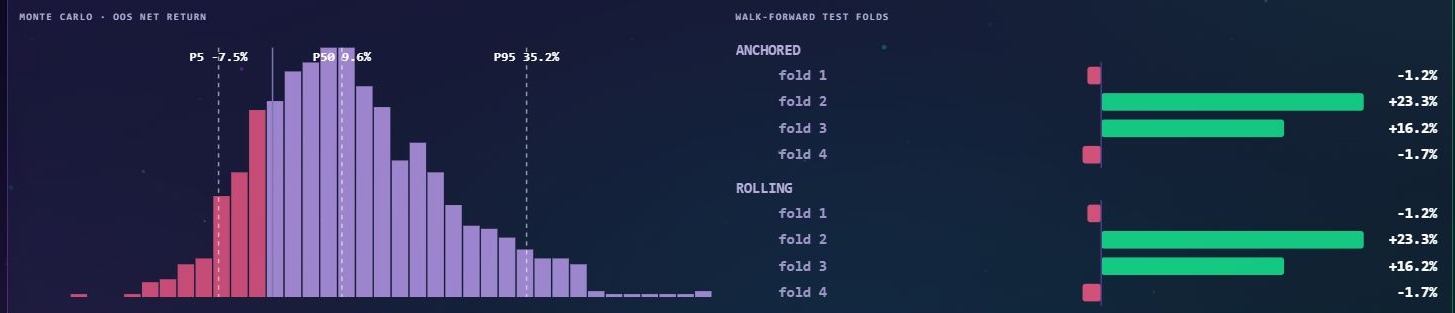 MONTE CARLO · OOS NET RETURN
P5 -7.5%
P50 9.6%
P95 35.2%
WALK-FORWARD TEST FOLDS
ANCHORED
fold 1 -1.2%
fold 2 +23.3%
fold 3 +16.2%
fold 4 -1.7%
ROLLING
fold 1 -1.2%
fold 2 +23.3%
fold 3 +16.2%
fold 4 -1.7%